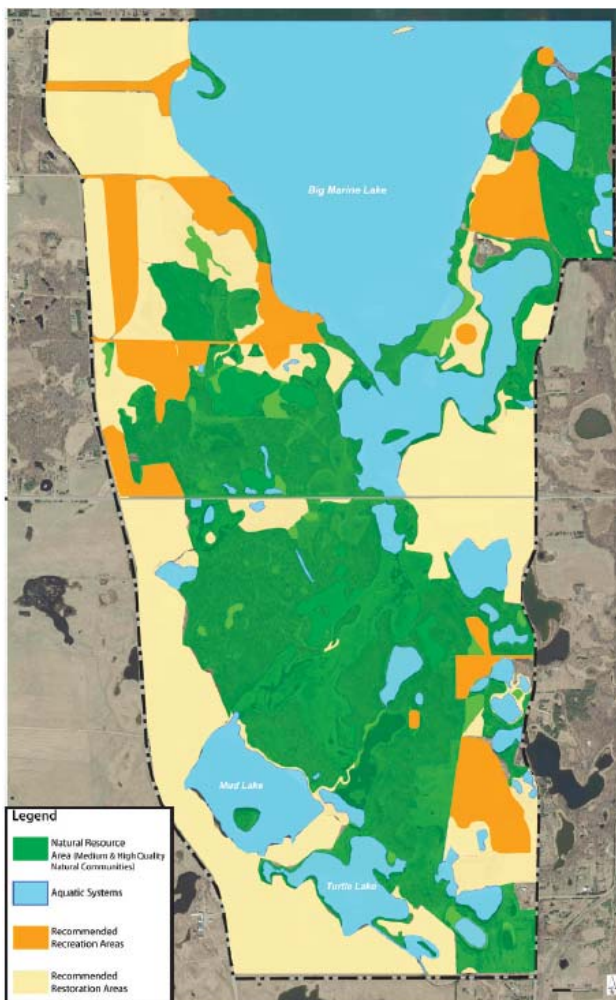 Big Marine Lake
Mud Lake
Turtle Lake
Legend
Natural Resource
Area (Medium & High Quality
Natural Communities)
Aquatic Systems
Recommended
Recreation Areas
Recommended
Restoration Areas